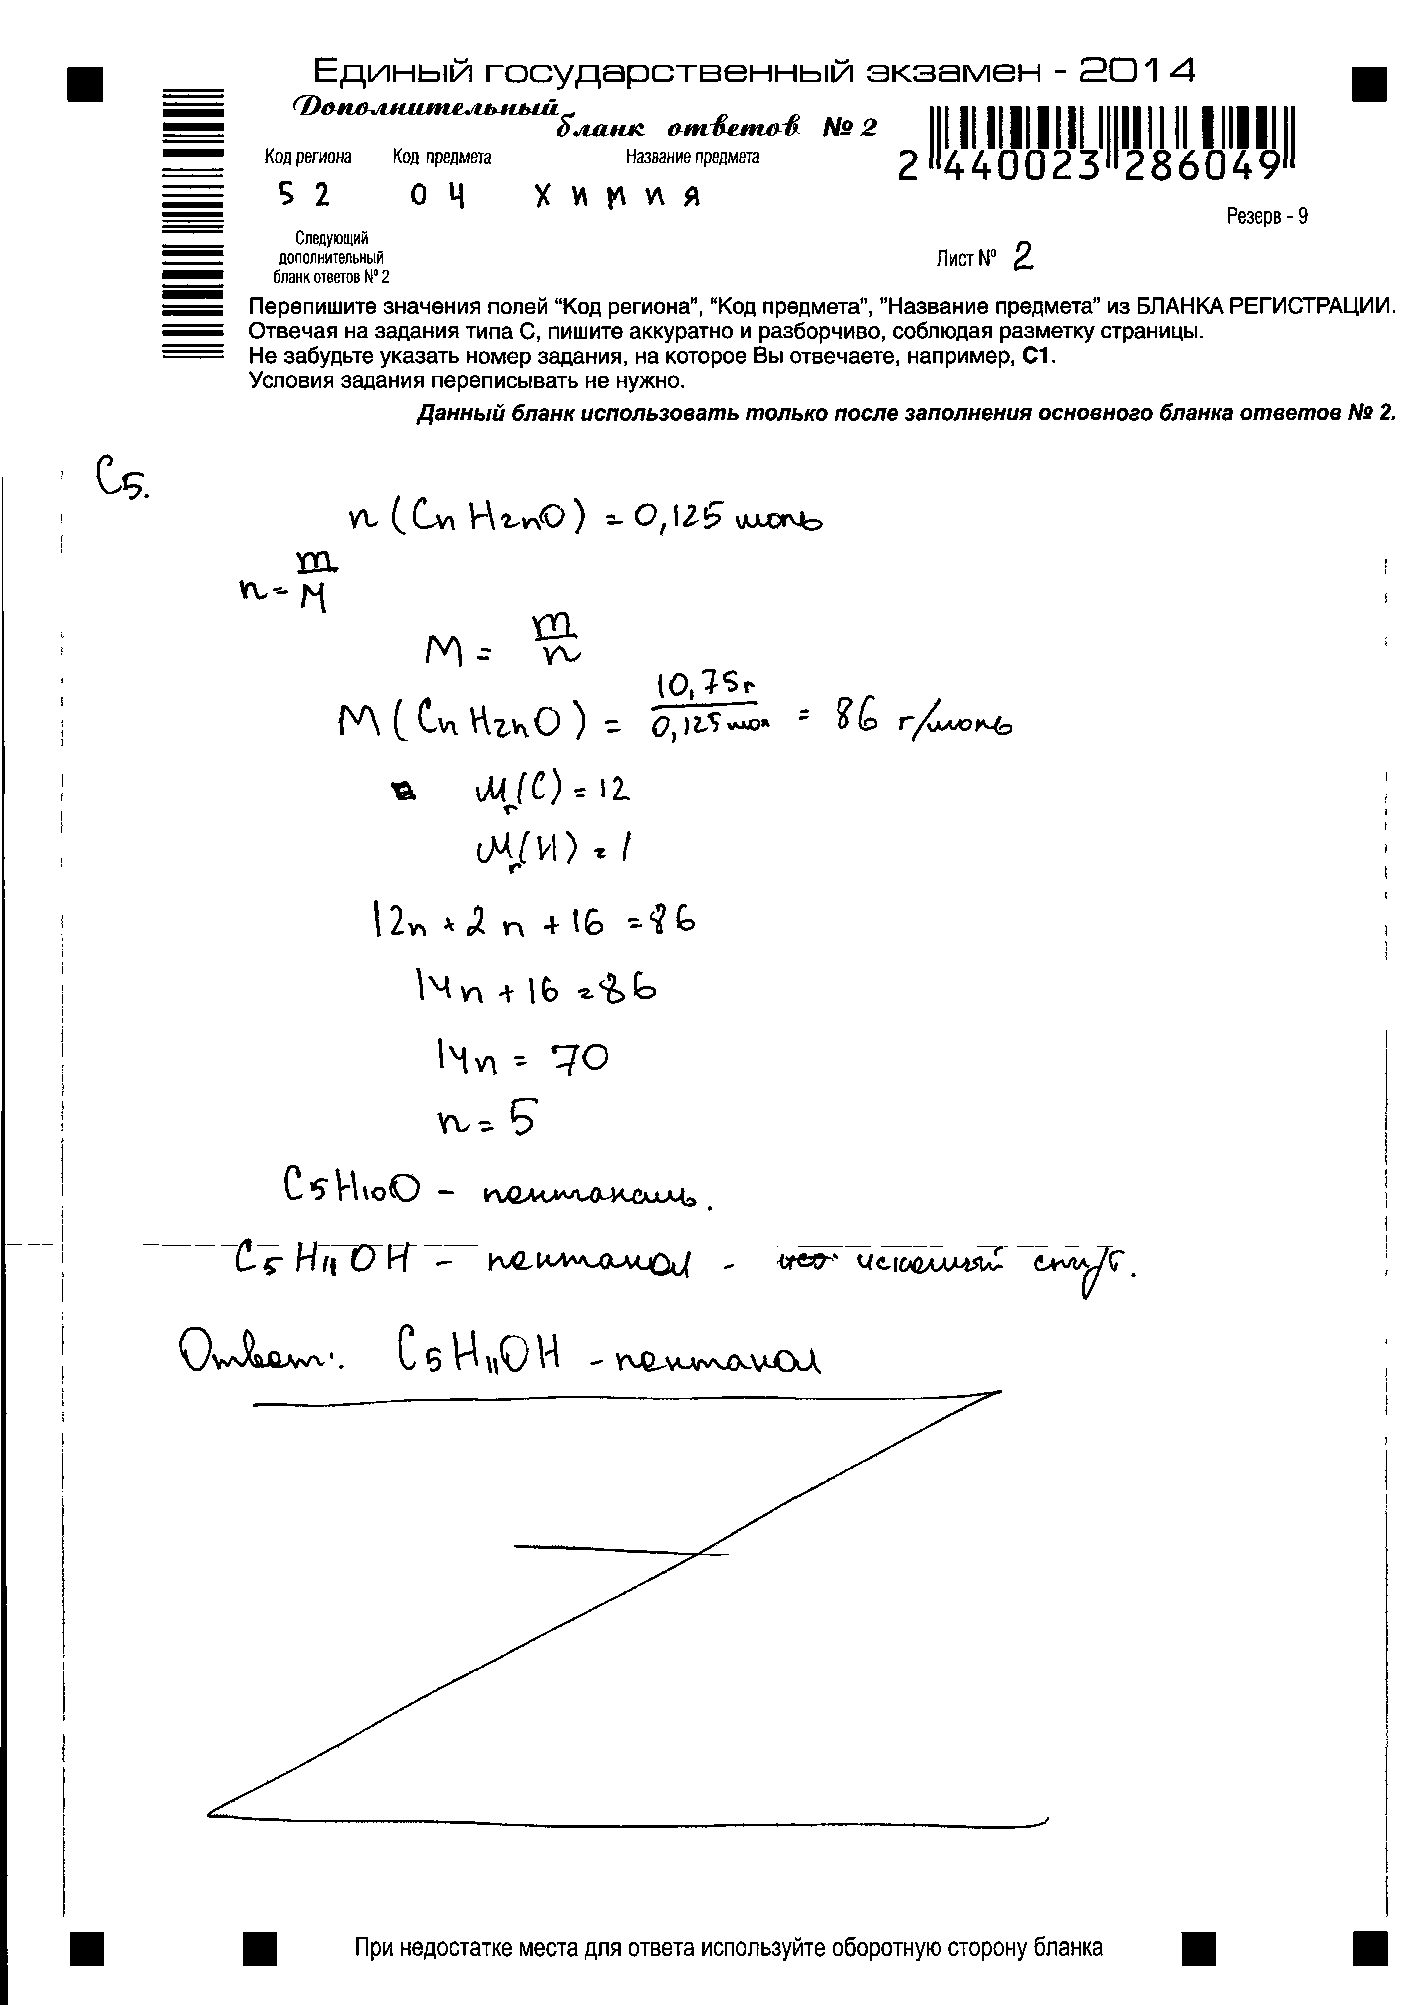 Единый государственный экзамен - 2014
Дополнительный
бланк ответов № 2
Код региона Код предмета Название предмета
52 04 ХИМИЯ
2 440023 286049
Резерв - 9
Следующий
дополнительный
бланк ответов № 2
Лист № 2
Перепишите значения полей “Код региона”, “Код предмета”, ”Название предмета” из БЛАНКА РЕГИСТРАЦИИ.
Отвечая на задания типа С, пишите аккуратно и разборчиво, соблюдая разметку страницы.
Не забудьте указать номер задания, на которое Вы отвечаете, например, С1.
Условия задания переписывать не нужно.
Данный бланк использовать только после заполнения основного бланка ответов № 2.
C5.
n (CnH2nO) = 0,125 моль
n = m/M
M = m/n
M (CnH2nO) = 10,75г/0,125мол = 86 г/моль
Mr(C) = 12
Mr(H) = 1
12n + 2n + 16 = 86
14n + 16 = 86
14n = 70
n = 5
C5H10O - пентаналь.
C5H11OH - пентанол - искомый спирт.
Ответ: C5H11OH - пентанол
При недостатке места для ответа используйте оборотную сторону бланка